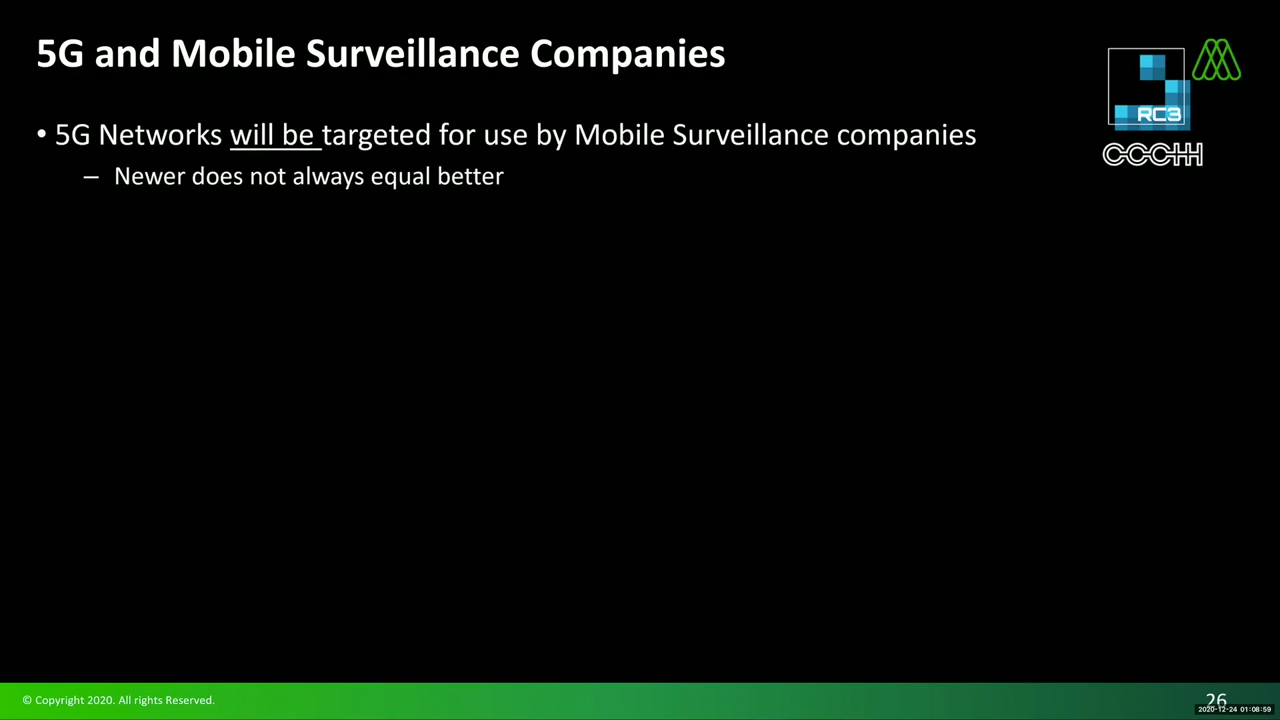 5G and Mobile Surveillance Companies
RC3
CCCHH
• 5G Networks will be targeted for use by Mobile Surveillance companies
– Newer does not always equal better
© Copyright 2020. All rights Reserved.
26
2020-12-24 01:08:59